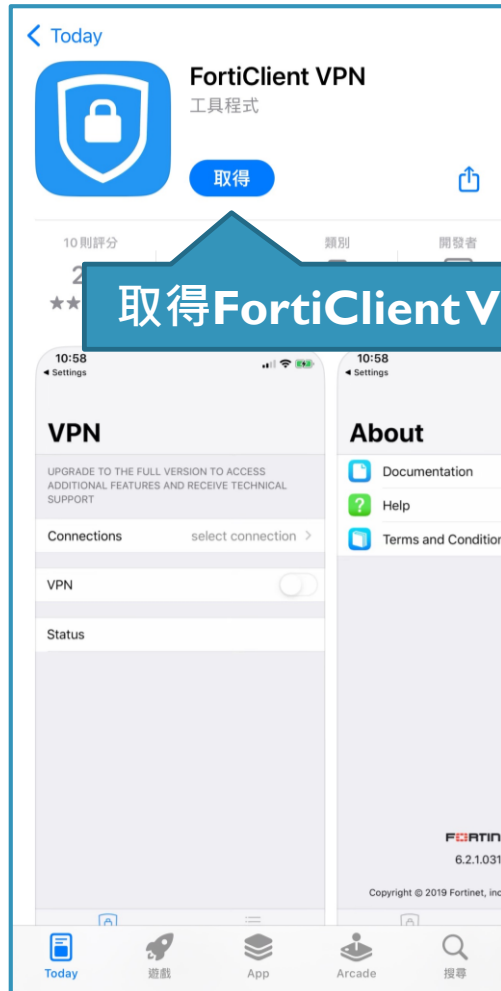 Today
FortiClient VPN
工具程式
取得
10 則評分
類別
開發者
2
取得FortiClient V
10:58
Settings
VPN
UPGRADE TO THE FULL VERSION TO ACCESS
ADDITIONAL FEATURES AND RECEIVE TECHNICAL
SUPPORT
Connections
select connection
VPN
Status
10:58
Settings
About
Documentation
Help
Terms and Condition
FORTIN
6.2.1.031
Copyright © 2019 Fortinet, inc
Today
遊戲
App
Arcade
搜尋